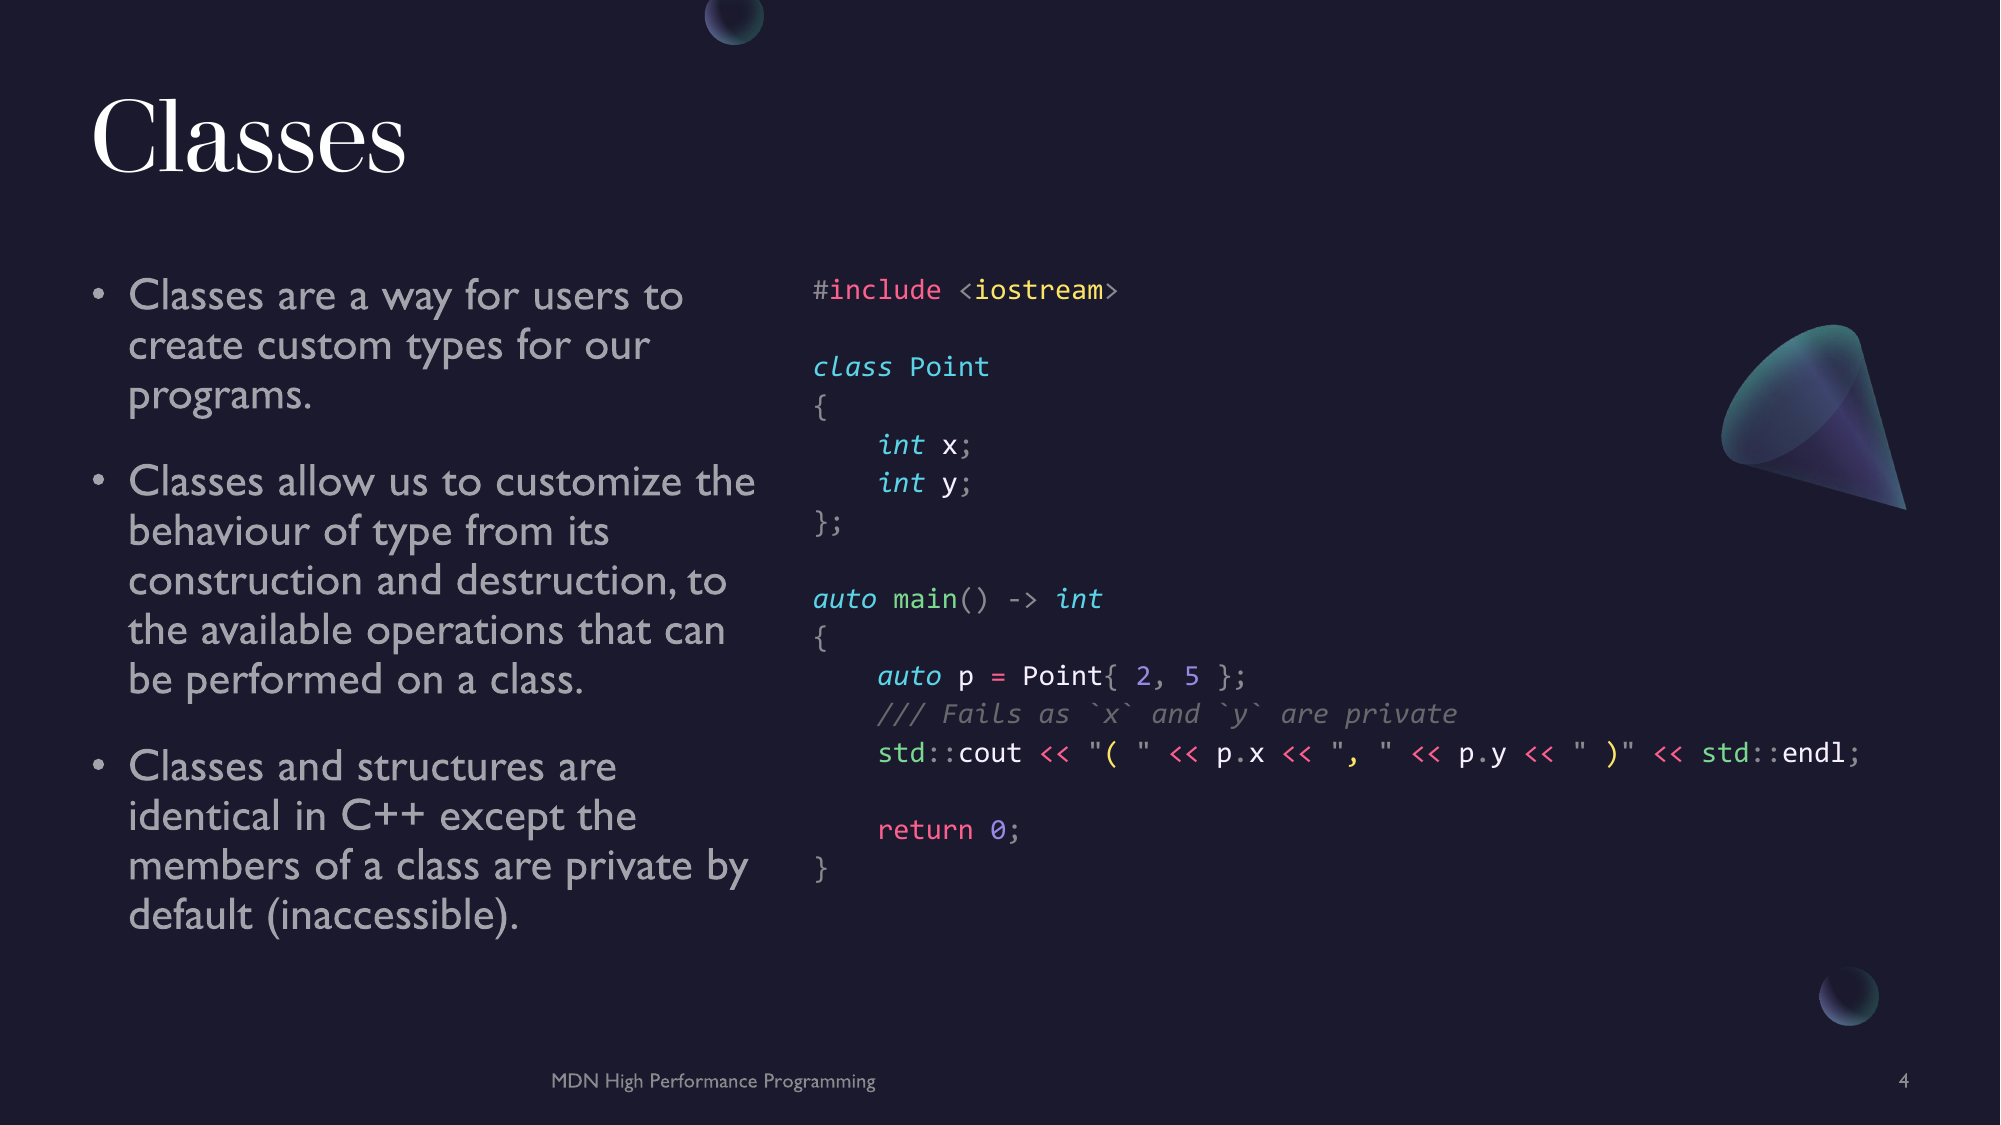 Classes
• Classes are a way for users to
create custom types for our
programs.
• Classes allow us to customize the
behaviour of type from its
construction and destruction, to
the available operations that can
be performed on a class.
• Classes and structures are
identical in C++ except the
members of a class are private by
default (inaccessible).
#include <iostream>
class Point
{
    int x;
    int y;
};
auto main() -> int
{
    auto p = Point{ 2, 5 };
    /// Fails as `x` and `y` are private
    std::cout << "( " << p.x << ", " << p.y << " )" << std::endl;
    return 0;
}
MDN High Performance Programming
4